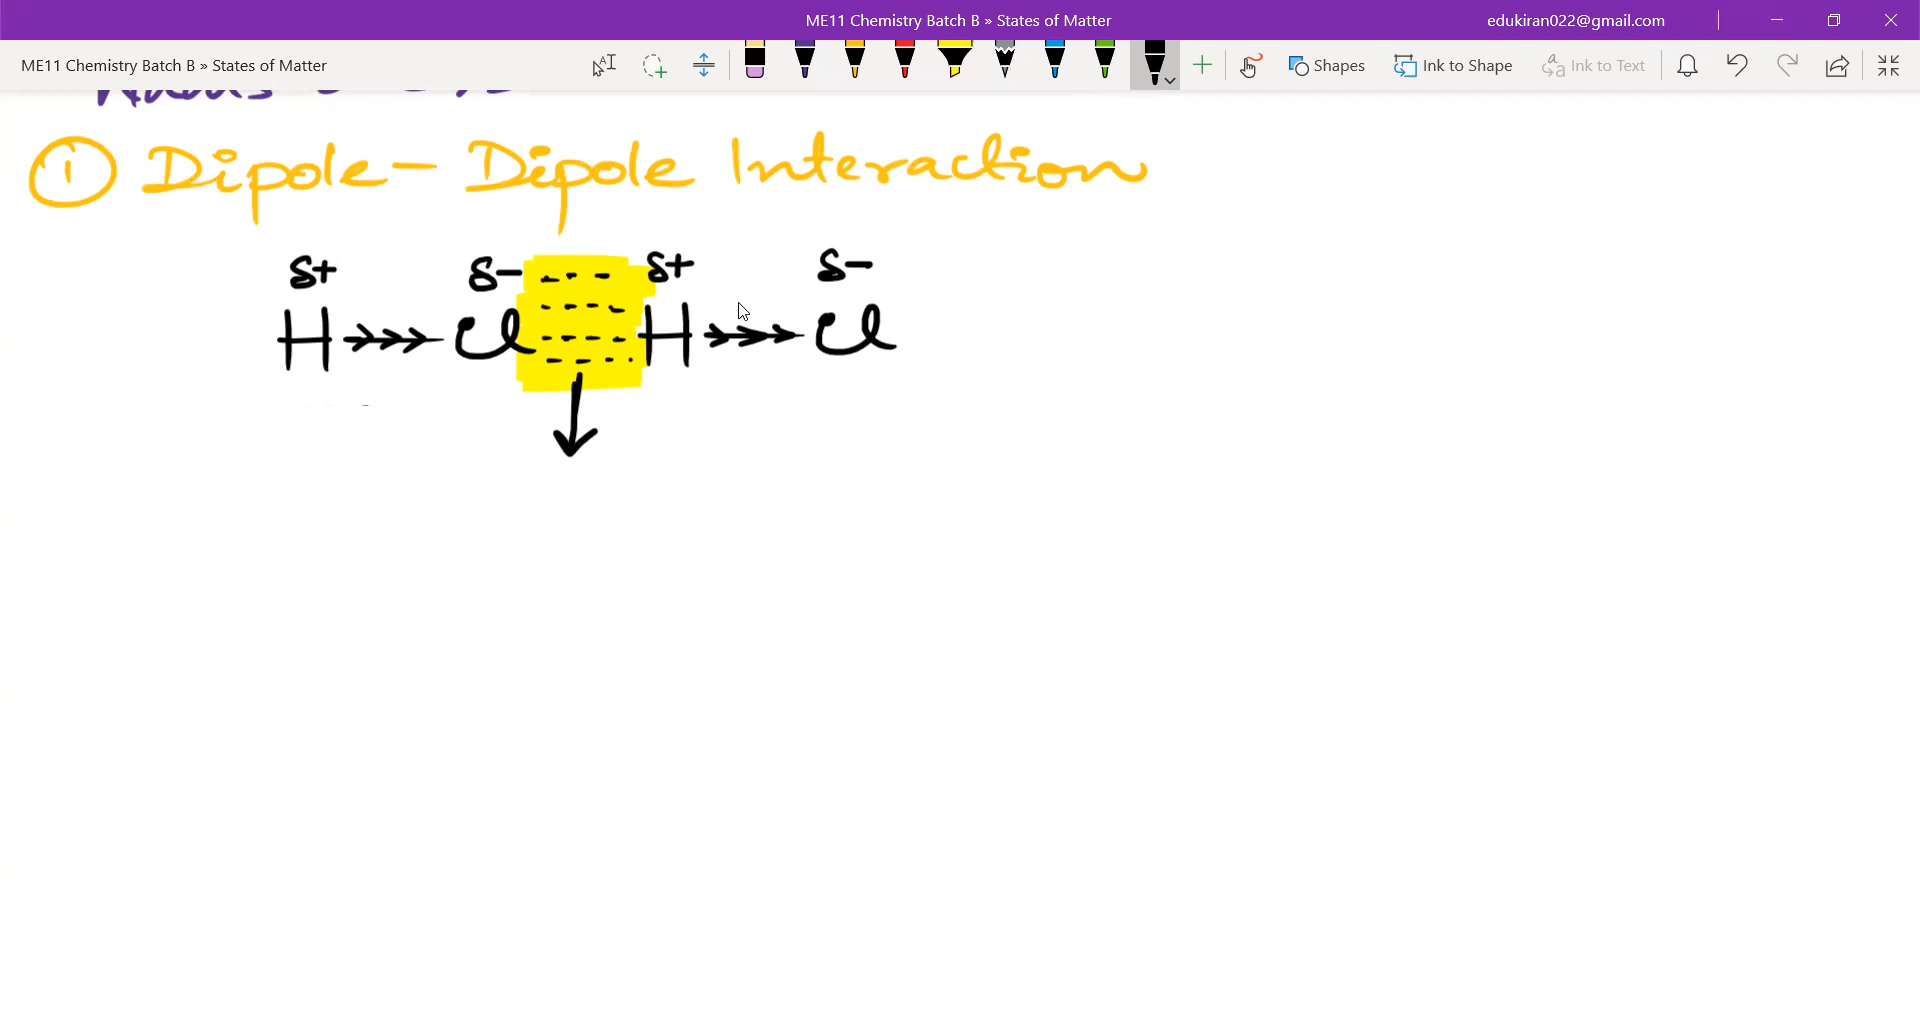 ME11 Chemistry Batch B » States of Matter
edukiran022@gmail.com
ME11 Chemistry Batch B » States of Matter
Shapes
Ink to Shape
Ink to Text
① Dipole - Dipole Interaction
δ+ δ- --- δ+ δ-
H Cl H Cl